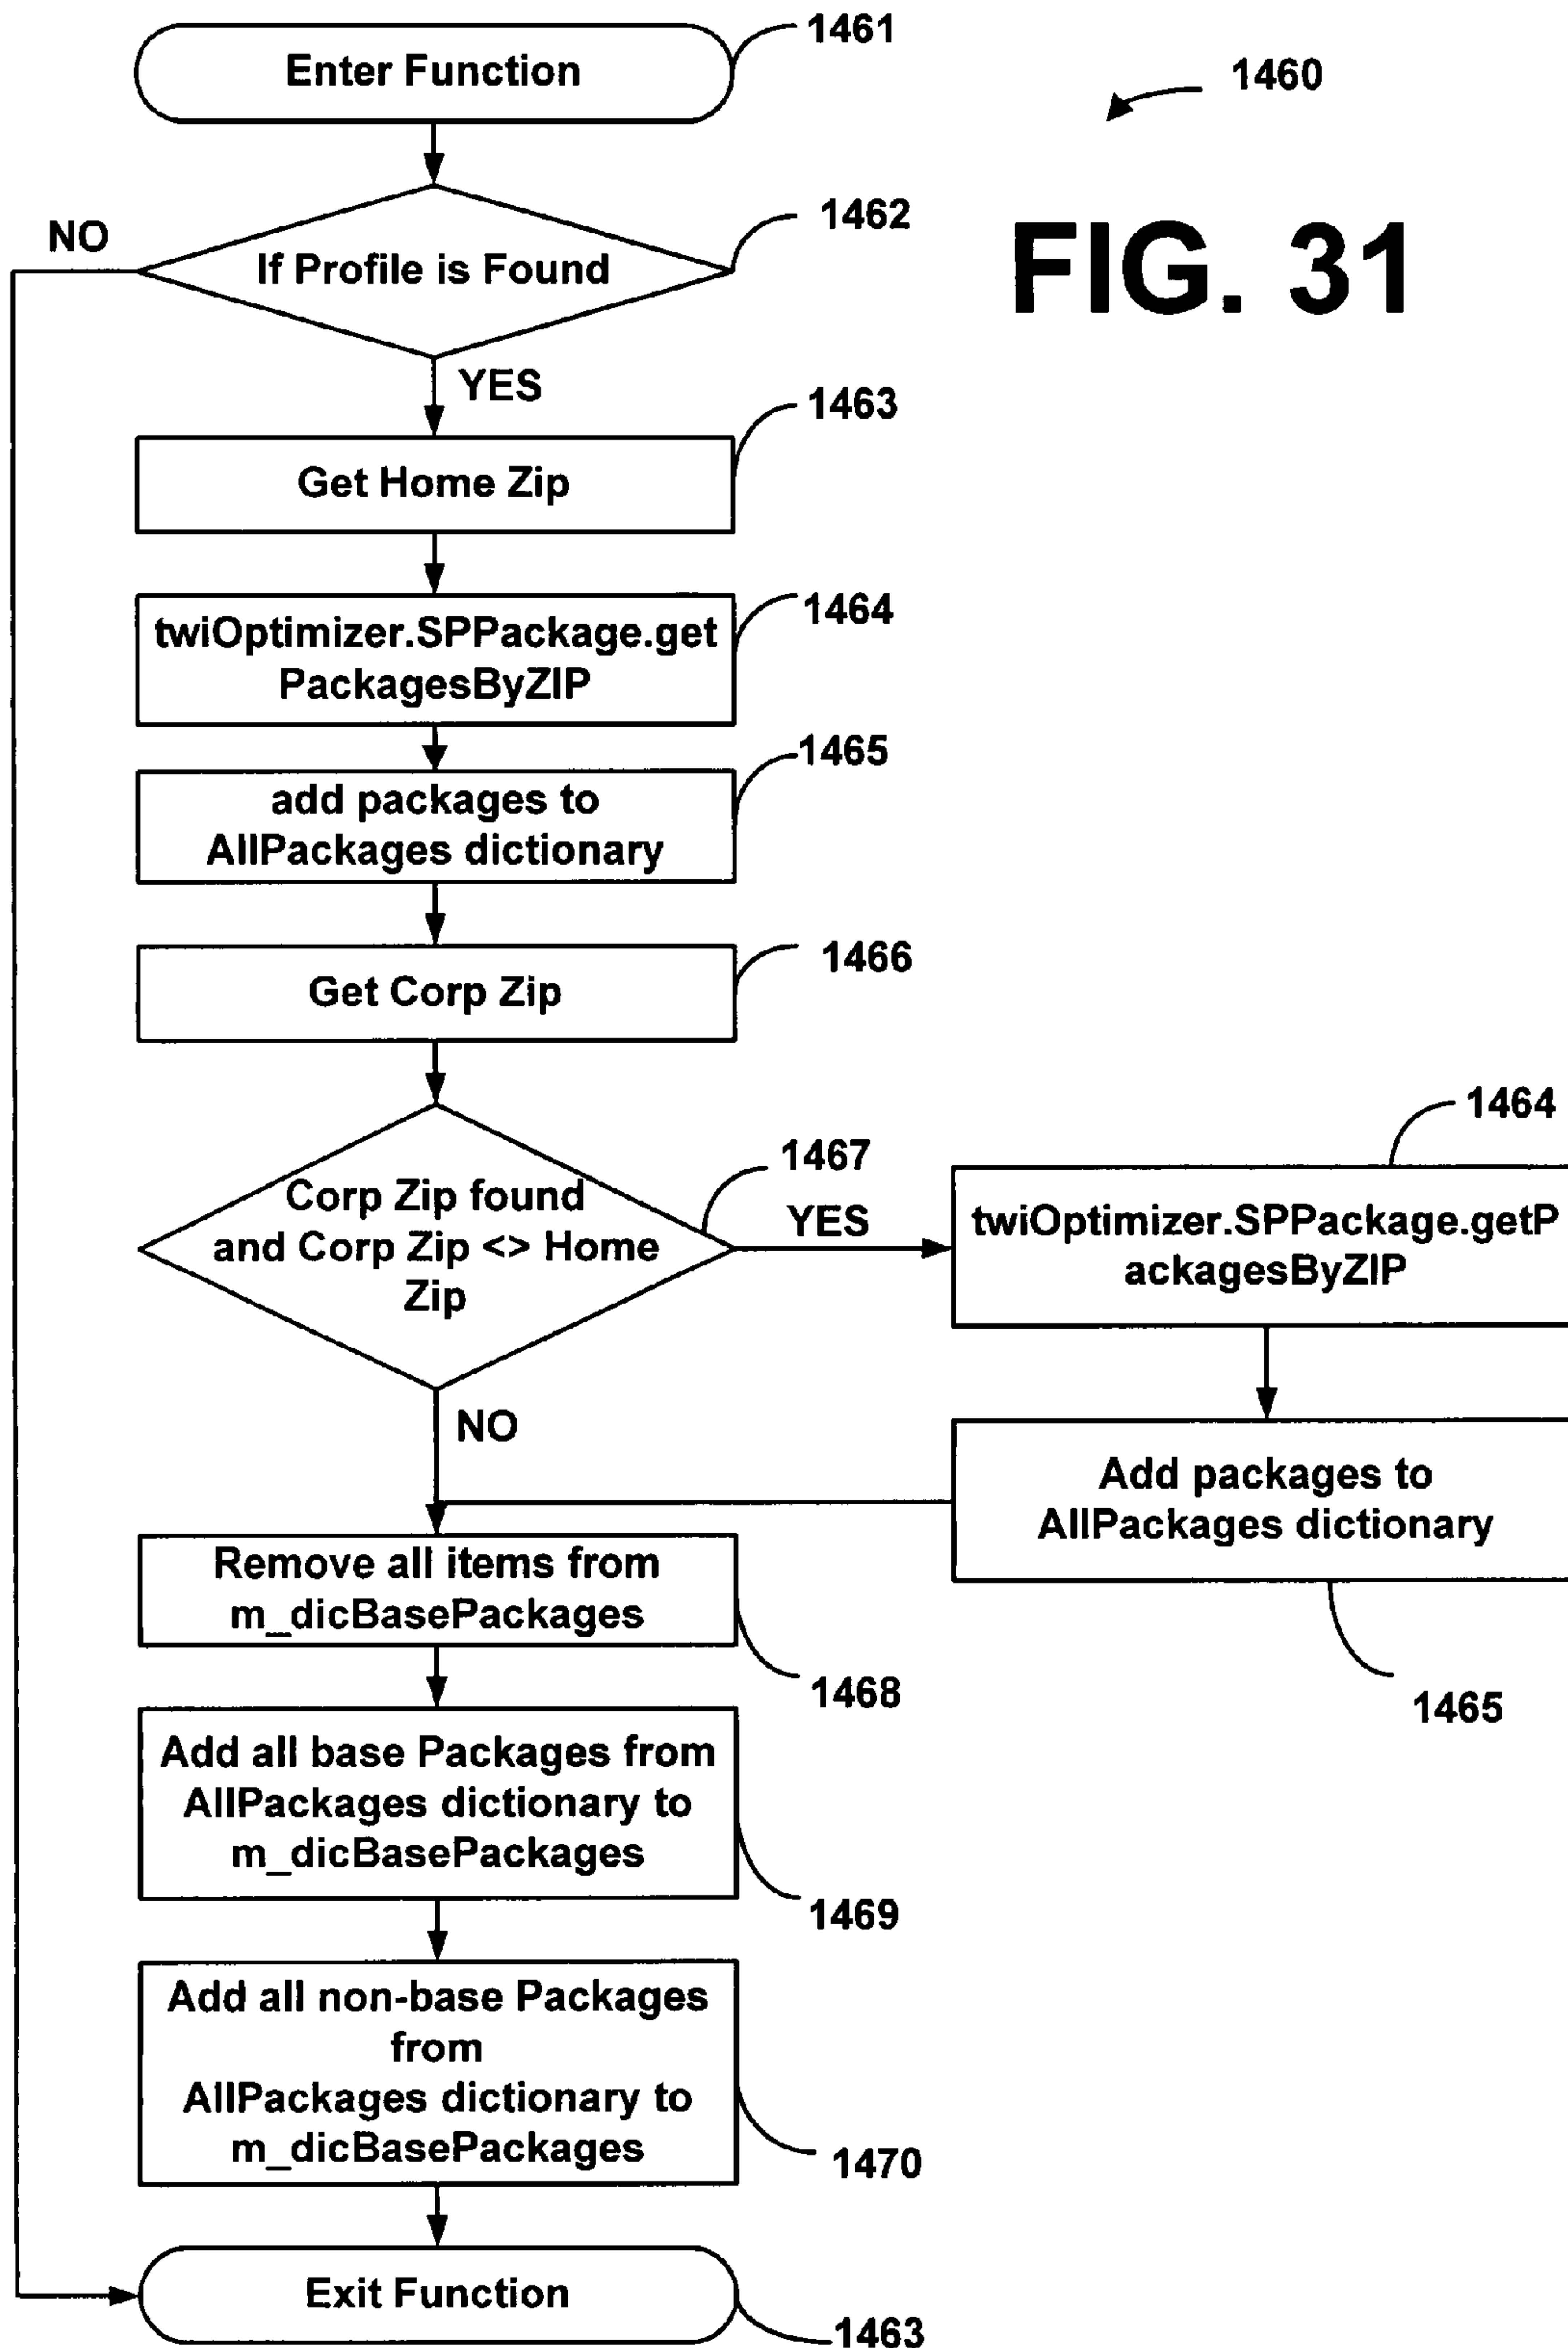 Enter Function
1461
1460
FIG. 31
If Profile is Found
1462
NO
YES
Get Home Zip
1463
twiOptimizer.SPPackage.get
PackagesByZIP
1464
add packages to
AllPackages dictionary
1465
Get Corp Zip
1466
Corp Zip found
and Corp Zip <> Home
Zip
1467
YES
twiOptimizer.SPPackage.getP
ackagesByZIP
1464
NO
Add packages to
AllPackages dictionary
1465
Remove all items from
m_dicBasePackages
1468
Add all base Packages from
AllPackages dictionary to
m_dicBasePackages
1469
Add all non-base Packages
from
AllPackages dictionary to
m_dicBasePackages
1470
Exit Function
1463